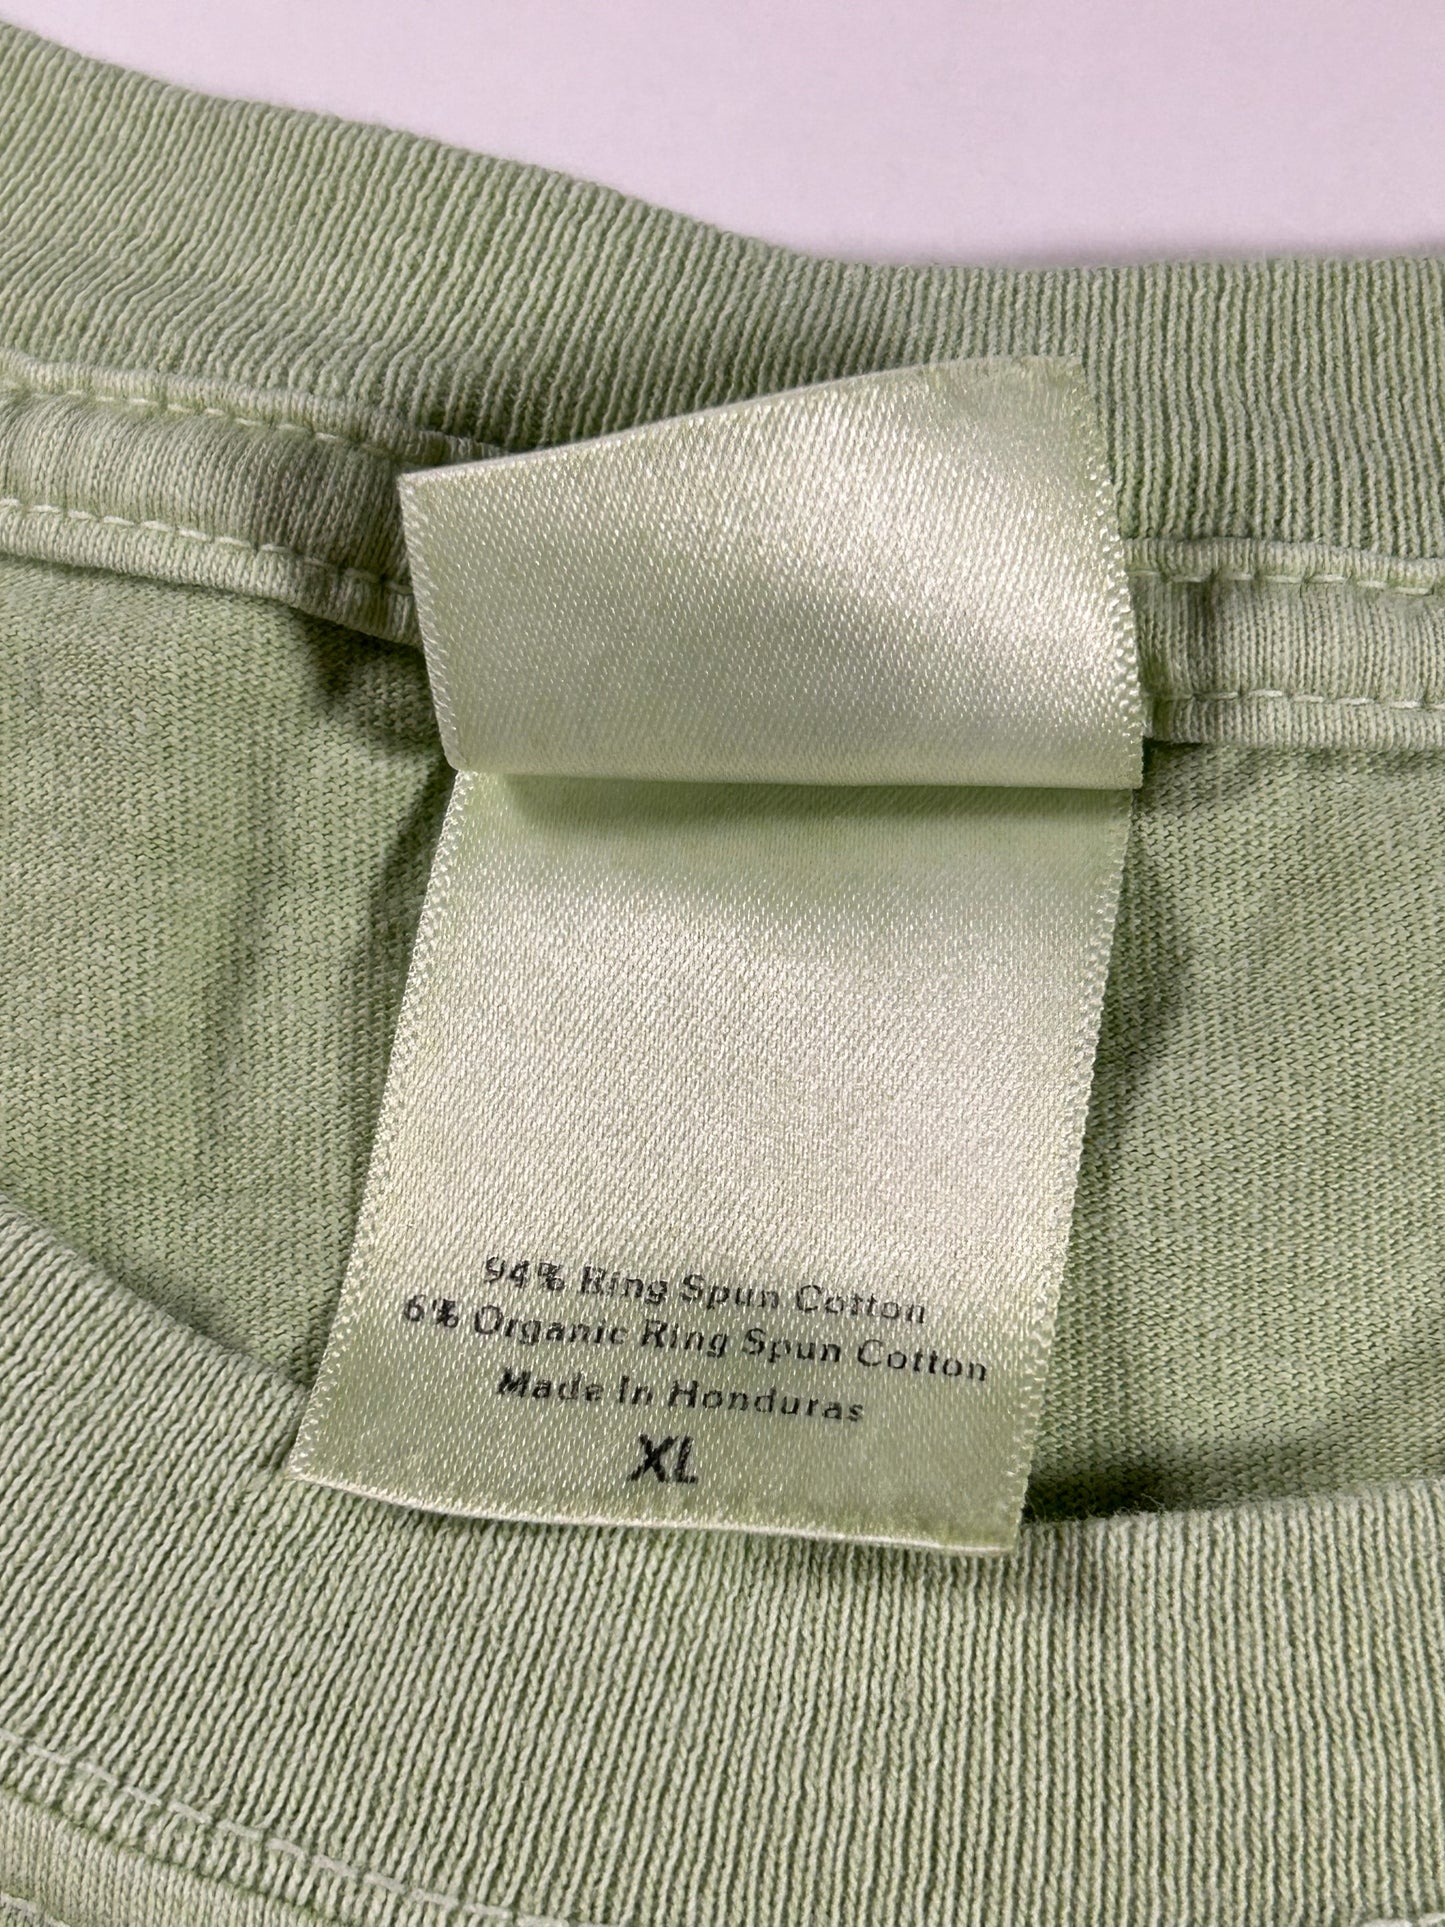 94% Ring Spun Cotton
6% Organic Ring Spun Cotton
Made In Honduras
XL